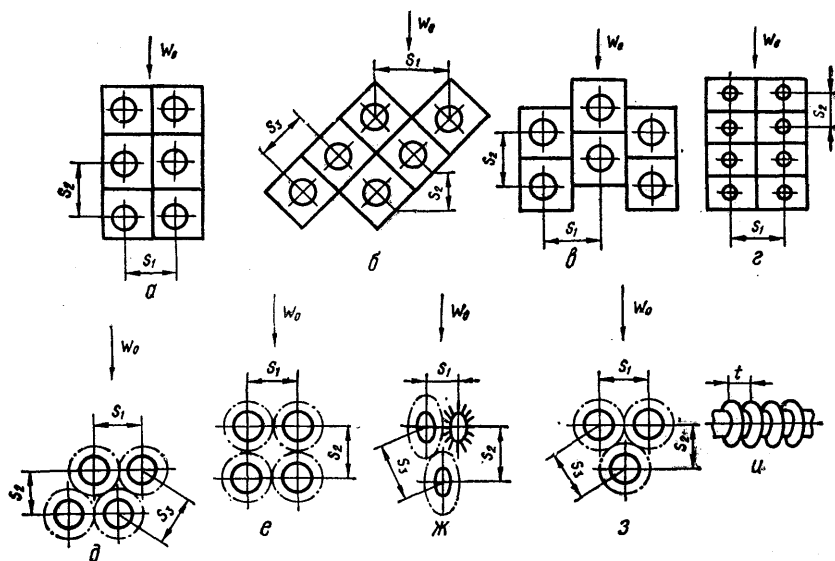 W₀ W₀ W₀ W₀
S₁
S₃
S₂ S₂ S₂ S₂
S₁ S₁ S₁
а б в г
W₀ W₀ W₀ W₀
S₁ S₁ S₁ S₁ t
S₂ S₃ S₂ S₃ S₂ S₃ S₂
д е ж з и